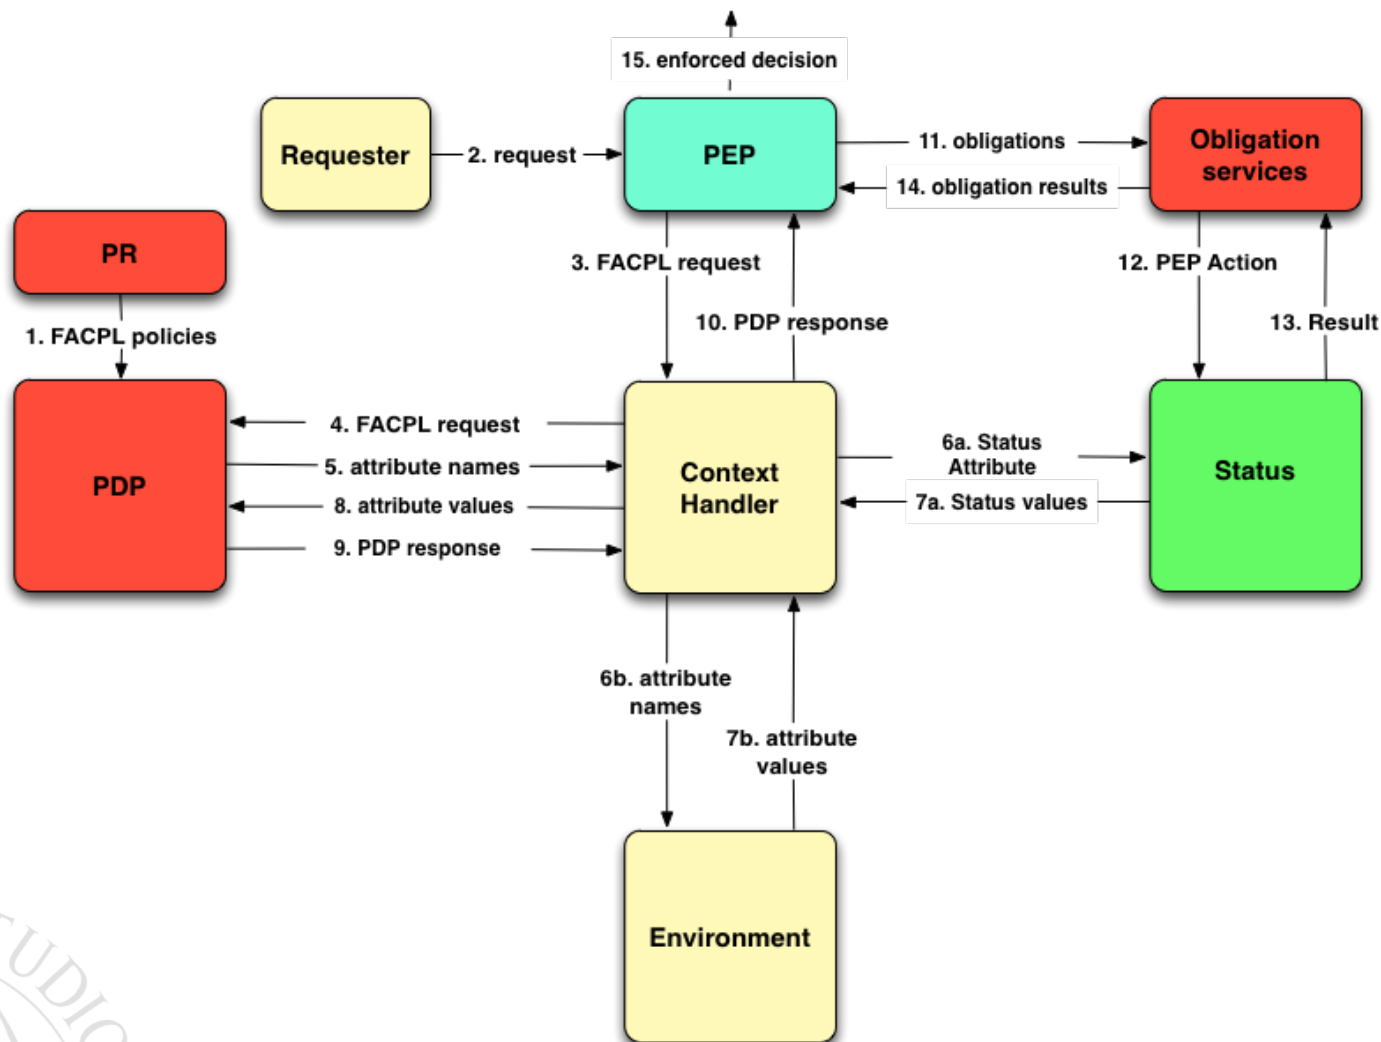 15. enforced decision
Requester
2. request
PEP
11. obligations
14. obligation results
Obligation
services
PR
1. FACPL policies
3. FACPL request
10. PDP response
12. PEP Action
13. Result
PDP
4. FACPL request
5. attribute names
8. attribute values
9. PDP response
Context
Handler
6a. Status
Attribute
7a. Status values
Status
6b. attribute
names
7b. attribute
values
Environment